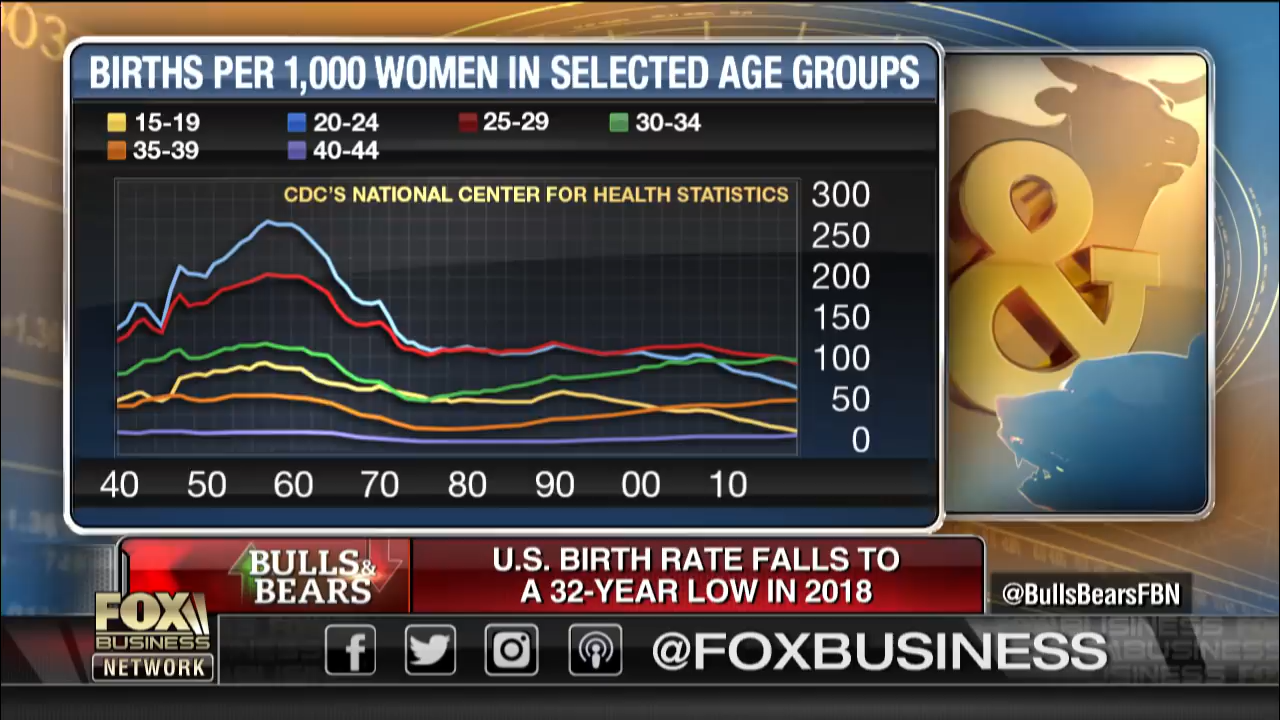 BIRTHS PER 1,000 WOMEN IN SELECTED AGE GROUPS
15-19 20-24 25-29 30-34
35-39 40-44
CDC'S NATIONAL CENTER FOR HEALTH STATISTICS
300
250
200
150
100
50
0
40 50 60 70 80 90 00 10
&
BULLS&
BEARS
U.S. BIRTH RATE FALLS TO
A 32-YEAR LOW IN 2018
@BullsBearsFBN
FOX
BUSINESS
NETWORK
@FOXBUSINESS